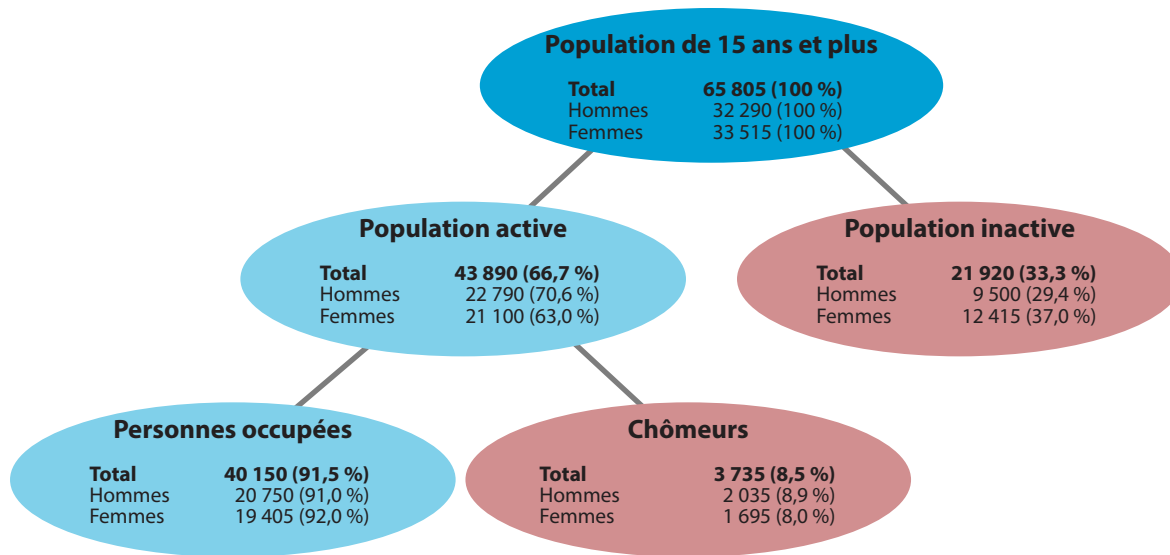 Population de 15 ans et plus
Total 65 805 (100 %)
Hommes 32 290 (100 %)
Femmes 33 515 (100 %)
Population active
Total 43 890 (66,7 %)
Hommes 22 790 (70,6 %)
Femmes 21 100 (63,0 %)
Population inactive
Total 21 920 (33,3 %)
Hommes 9 500 (29,4 %)
Femmes 12 415 (37,0 %)
Personnes occupées
Total 40 150 (91,5 %)
Hommes 20 750 (91,0 %)
Femmes 19 405 (92,0 %)
Chômeurs
Total 3 735 (8,5 %)
Hommes 2 035 (8,9 %)
Femmes 1 695 (8,0 %)